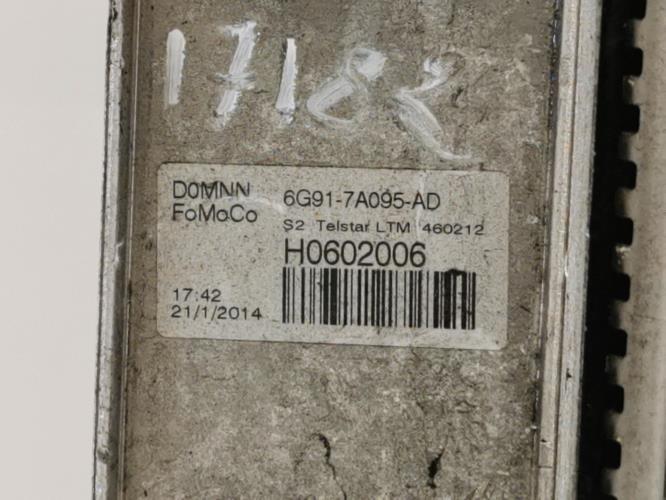 17182
D0MNN 6G91-7A095-AD
FoMoCo S2 Telstar LTM 460212
H0602006
17:42
21/1/2014